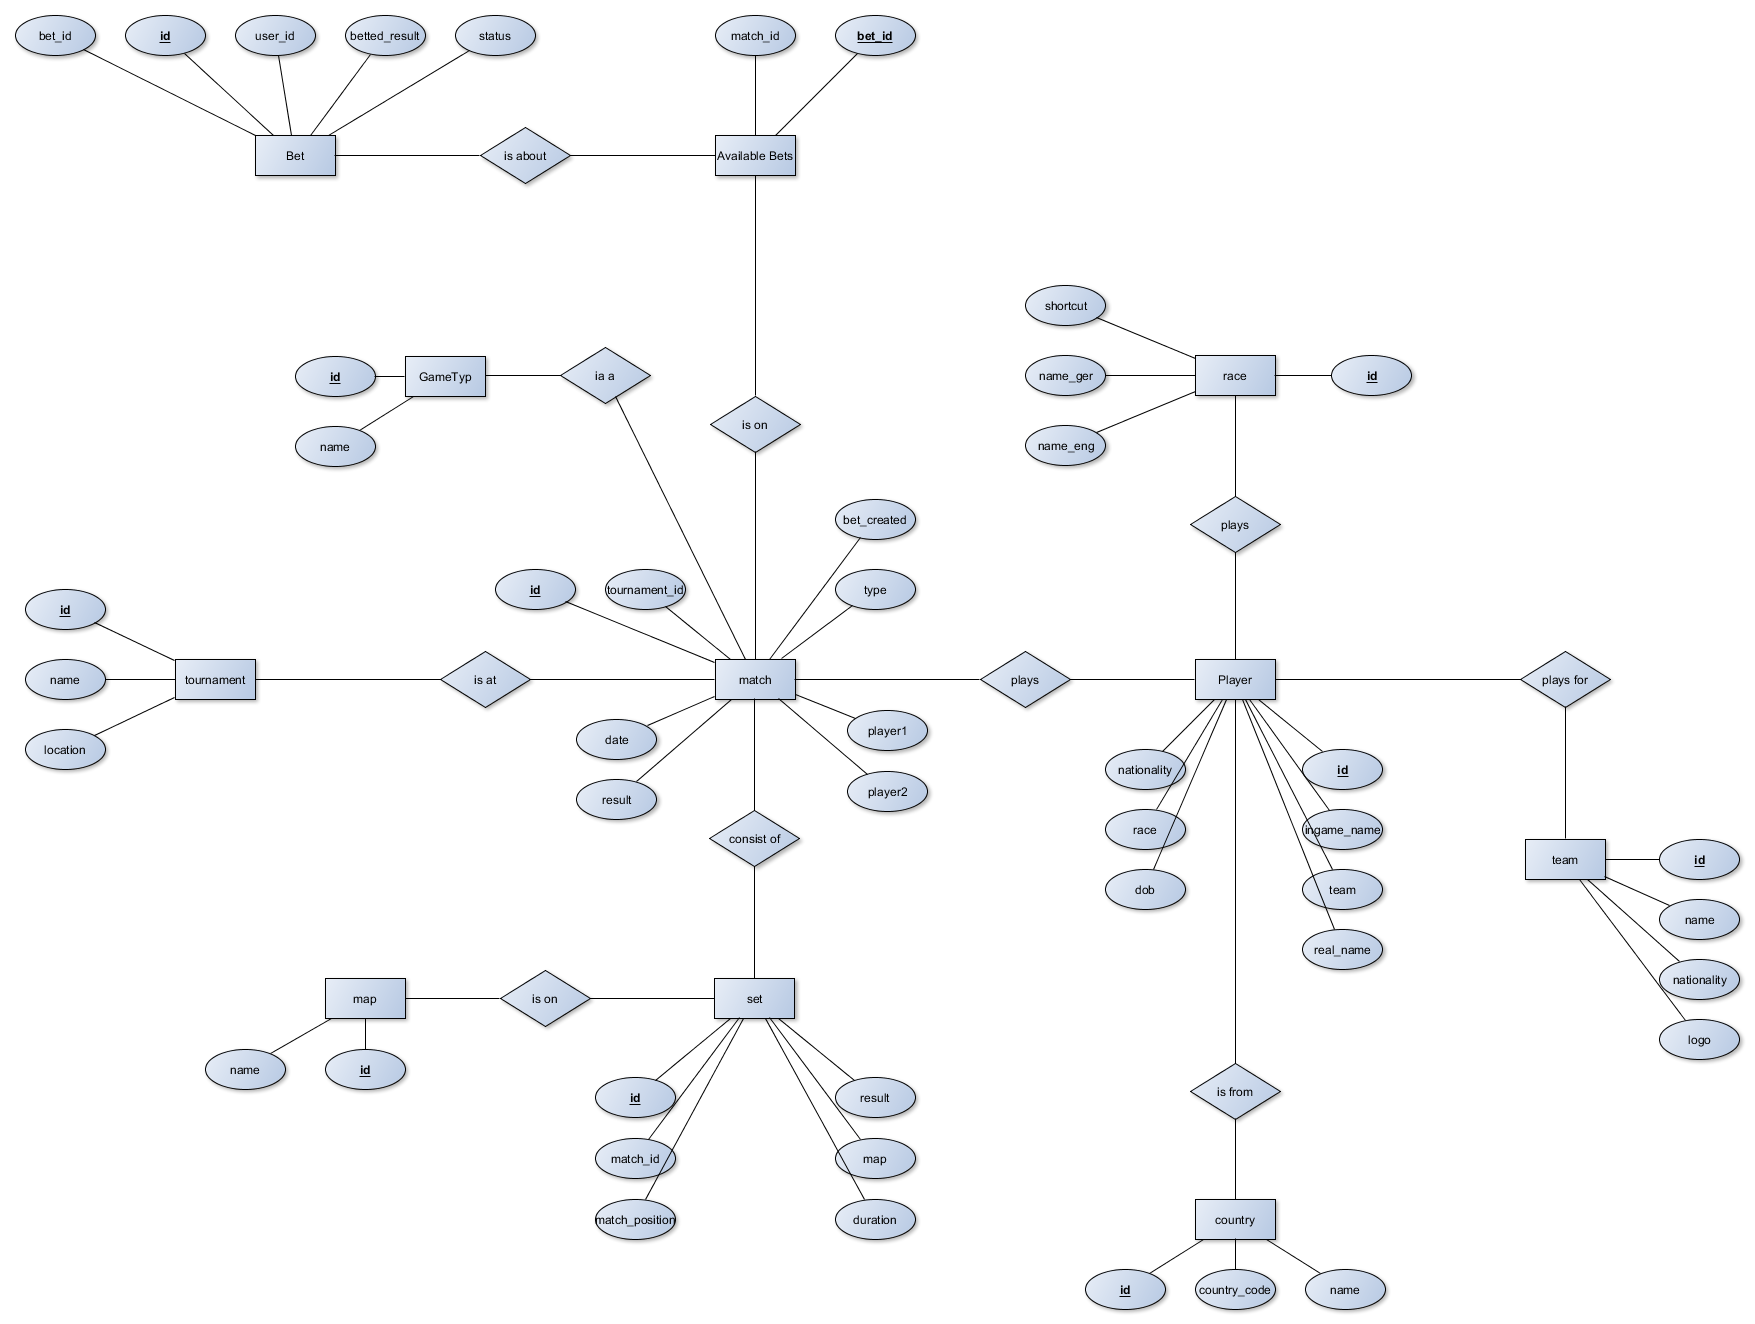 bet_id
id
user_id
betted_result
status
match_id
bet_id
Bet
is about
Available Bets
shortcut
id
GameTyp
ia a
name_ger
race
id
name
is on
name_eng
bet_created
plays
id
id
tournament_id
type
name
tournament
is at
match
plays
Player
plays for
location
date
player1
nationality
id
result
player2
race
ingame_name
consist of
team
id
dob
team
name
real_name
nationality
map
is on
set
logo
name
id
id
result
is from
match_id
map
match_position
duration
country
id
country_code
name